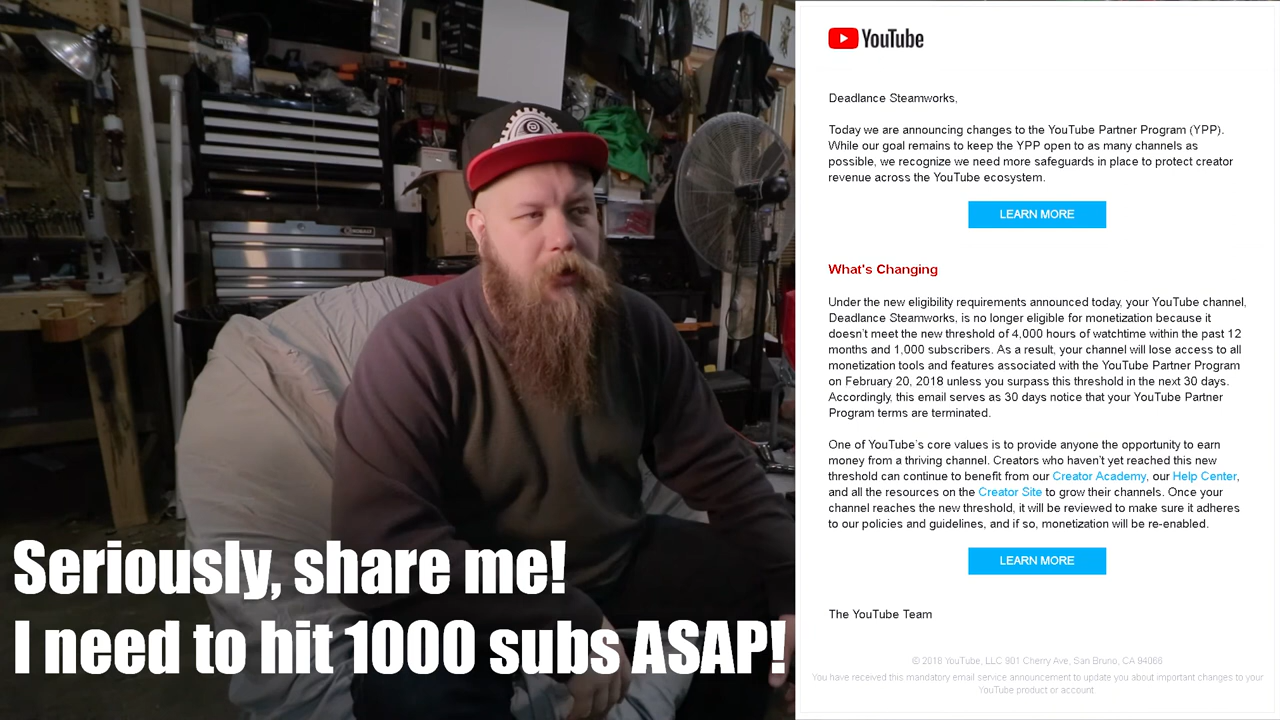 YouTube
Deadlance Steamworks,
Today we are announcing changes to the YouTube Partner Program (YPP).
While our goal remains to keep the YPP open to as many channels as
possible, we recognize we need more safeguards in place to protect creator
revenue across the YouTube ecosystem.
LEARN MORE
What's Changing
Under the new eligibility requirements announced today, your YouTube channel,
Deadlance Steamworks, is no longer eligible for monetization because it
doesn't meet the new threshold of 4,000 hours of watchtime within the past 12
months and 1,000 subscribers. As a result, your channel will lose access to all
monetization tools and features associated with the YouTube Partner Program
on February 20, 2018 unless you surpass this threshold in the next 30 days.
Accordingly, this email serves as 30 days notice that your YouTube Partner
Program terms are terminated.
One of YouTube's core values is to provide anyone the opportunity to earn
money from a thriving channel. Creators who haven't yet reached this new
threshold can continue to benefit from our Creator Academy, our Help Center,
and all the resources on the Creator Site to grow their channels. Once your
channel reaches the new threshold, it will be reviewed to make sure it adheres
to our policies and guidelines, and if so, monetization will be re-enabled.
LEARN MORE
The YouTube Team
© 2018 YouTube, LLC 901 Cherry Ave, San Bruno, CA 94066
You have received this mandatory email service announcement to update you about important changes to your
YouTube product or account
Seriously, share me!
I need to hit 1000 subs ASAP!
KOBALT